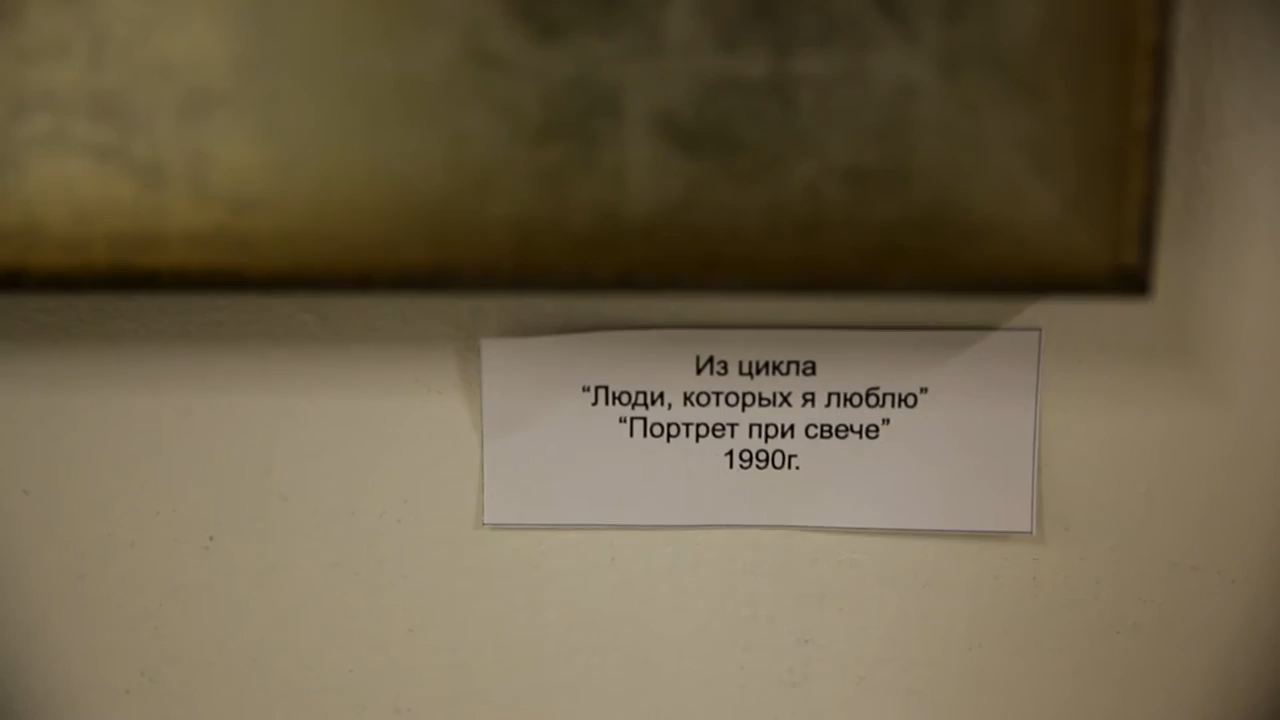 Из цикла
“Люди, которых я люблю”
“Портрет при свече”
1990г.